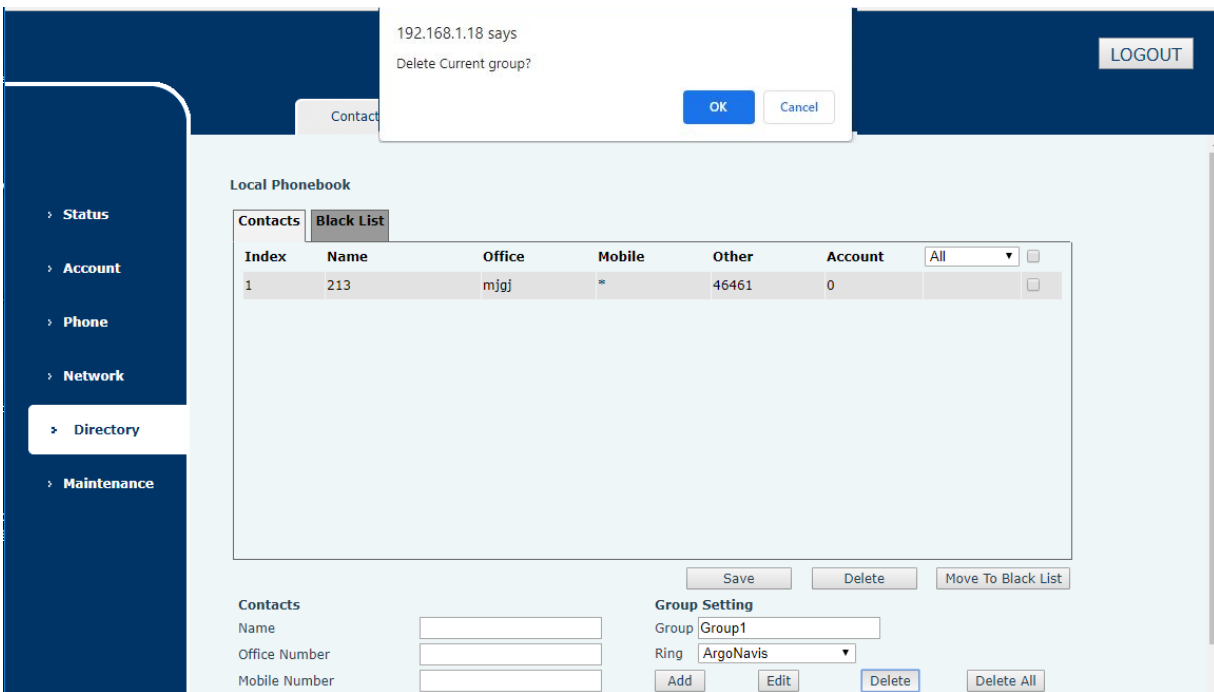 192.168.1.18 says
Delete Current group?
OK Cancel
LOGOUT
Contact
Local Phonebook
Contacts Black List
Index Name Office Mobile Other Account All
1 213 mjgj * 46461 0
Status
Account
Phone
Network
Directory
Maintenance
Save Delete Move To Black List
Contacts Group Setting
Name Group Group1
Office Number Ring ArgoNavis
Mobile Number Add Edit Delete Delete All